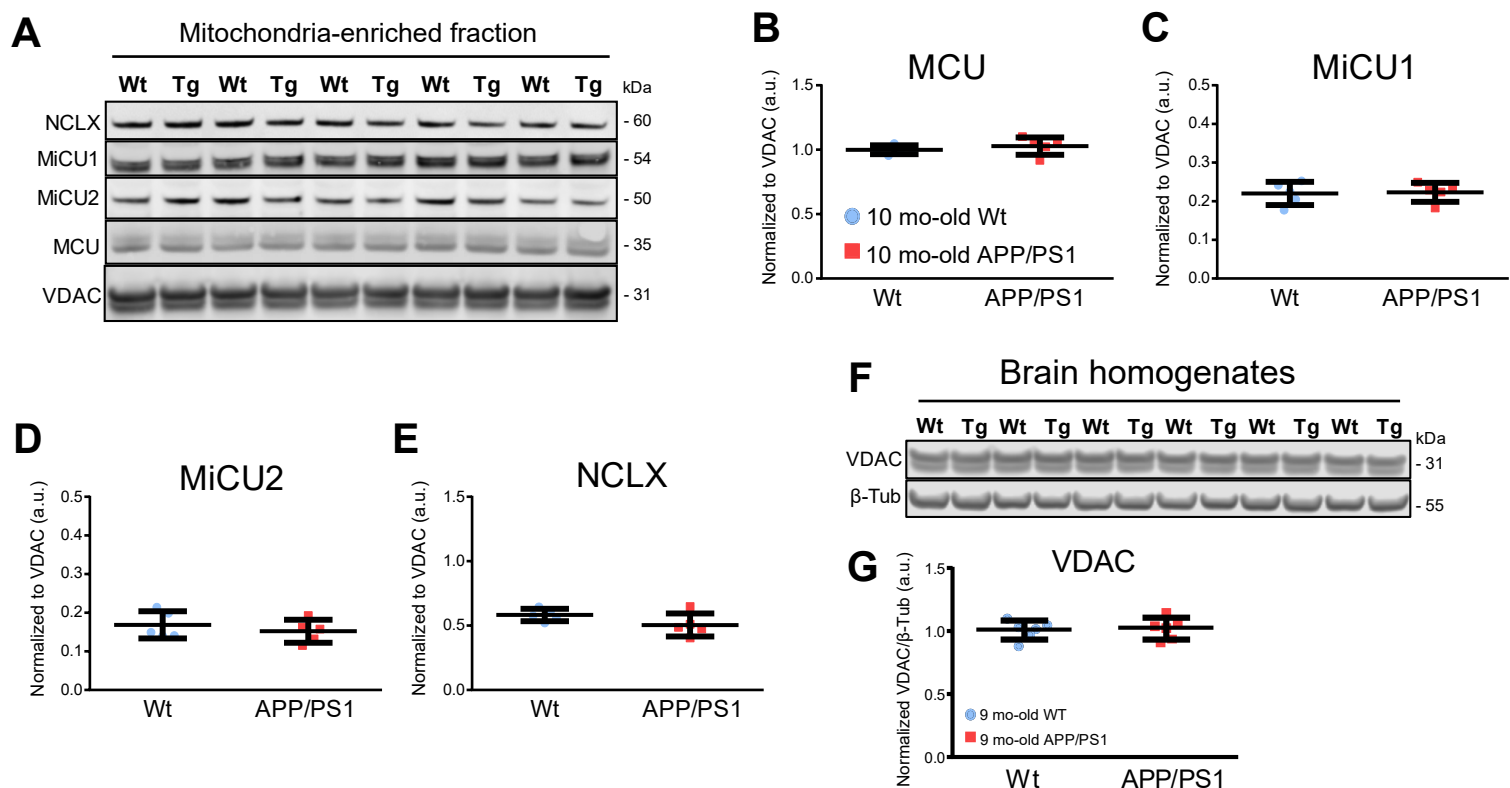 A
Mitochondria-enriched fraction
Wt Tg Wt Tg Wt Tg Wt Tg Wt Tg
kDa
NCLX - 60
MiCU1 - 54
MiCU2 - 50
MCU - 35
VDAC - 31
B
MCU
Normalized to VDAC (a.u.)
1.5
1.0
0.5
0.0
10 mo-old Wt
10 mo-old APP/PS1
Wt APP/PS1
C
MiCU1
Normalized to VDAC (a.u.)
0.5
0.4
0.3
0.2
0.1
0.0
Wt APP/PS1
D
MiCU2
Normalized to VDAC (a.u.)
0.5
0.4
0.3
0.2
0.1
0.0
Wt APP/PS1
E
NCLX
Normalized to VDAC (a.u.)
1.5
1.0
0.5
0.0
Wt APP/PS1
F
Brain homogenates
Wt Tg Wt Tg Wt Tg Wt Tg Wt Tg Wt Tg
kDa
VDAC - 31
β-Tub - 55
G
VDAC
Normalized VDAC/β-Tub (a.u.)
1.5
1.0
0.5
0.0
9 mo-old WT
9 mo-old APP/PS1
Wt APP/PS1